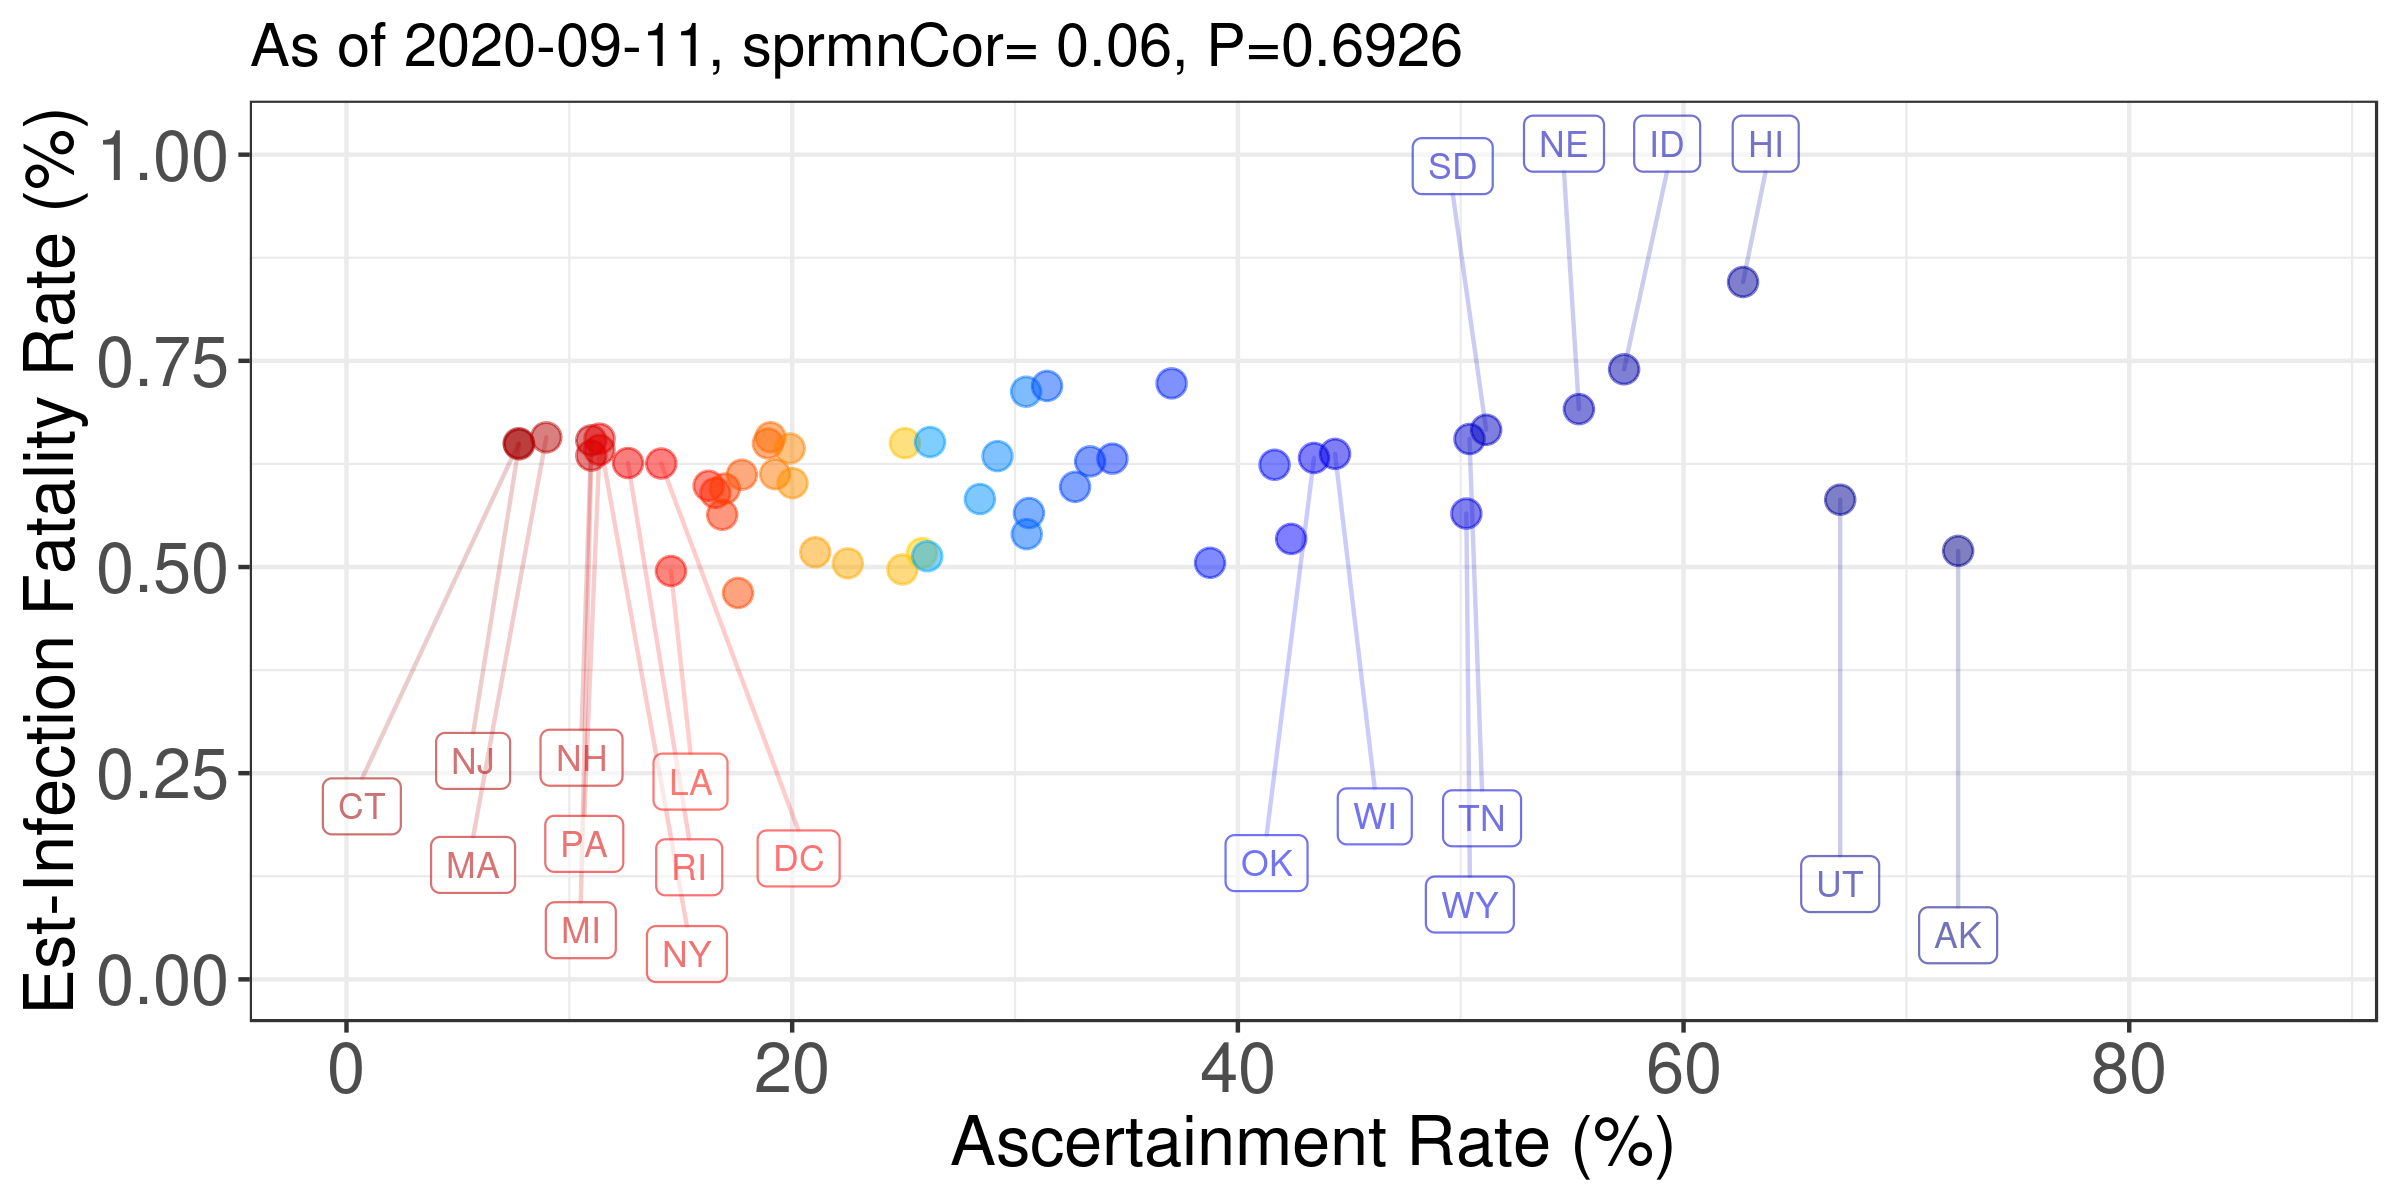 As of 2020-09-11, sprmnCor= 0.06, P=0.6926
Est-Infection Fatality Rate (%)
1.00
0.75
0.50
0.25
0.00
SD
NE
ID
HI
CT
NJ
NH
LA
MA
PA
RI
DC
MI
NY
OK
WI
TN
WY
UT
AK
0
20
40
60
80
Ascertainment Rate (%)